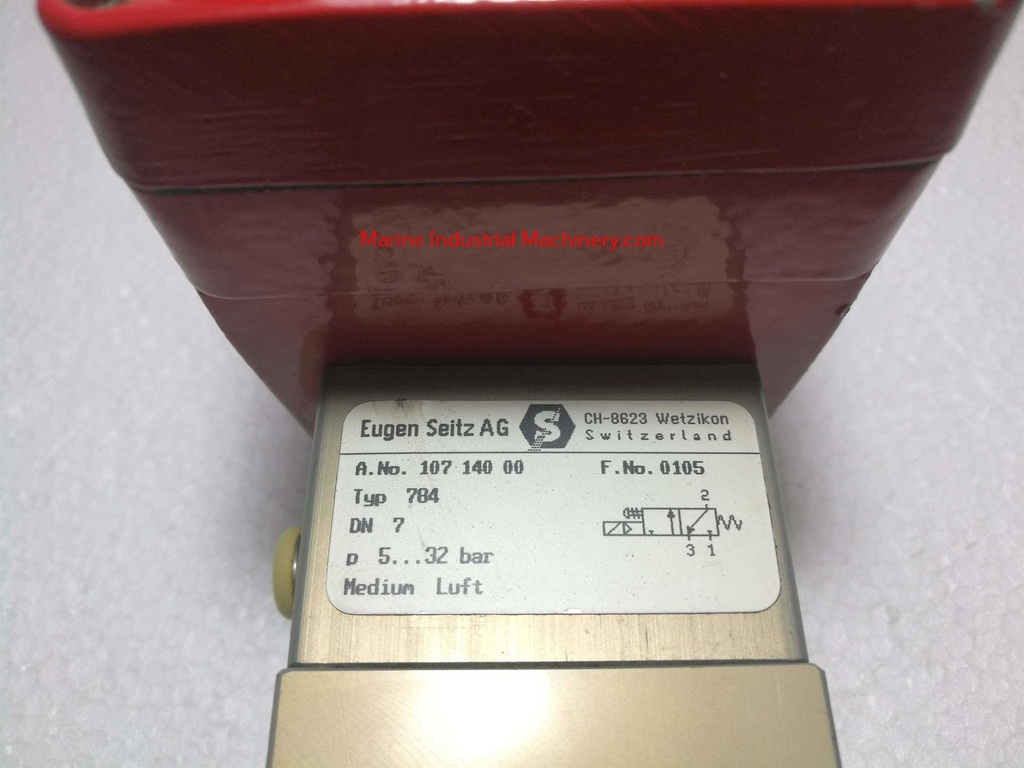 Marine Industrial Machinery.com
Eugen Seitz AG S CH-8623 Wetzikon
Switzerland
A.No. 107 140 00 F.No. 0105
Typ 784
2
DN 7
3 1
p 5...32 bar
Medium Luft